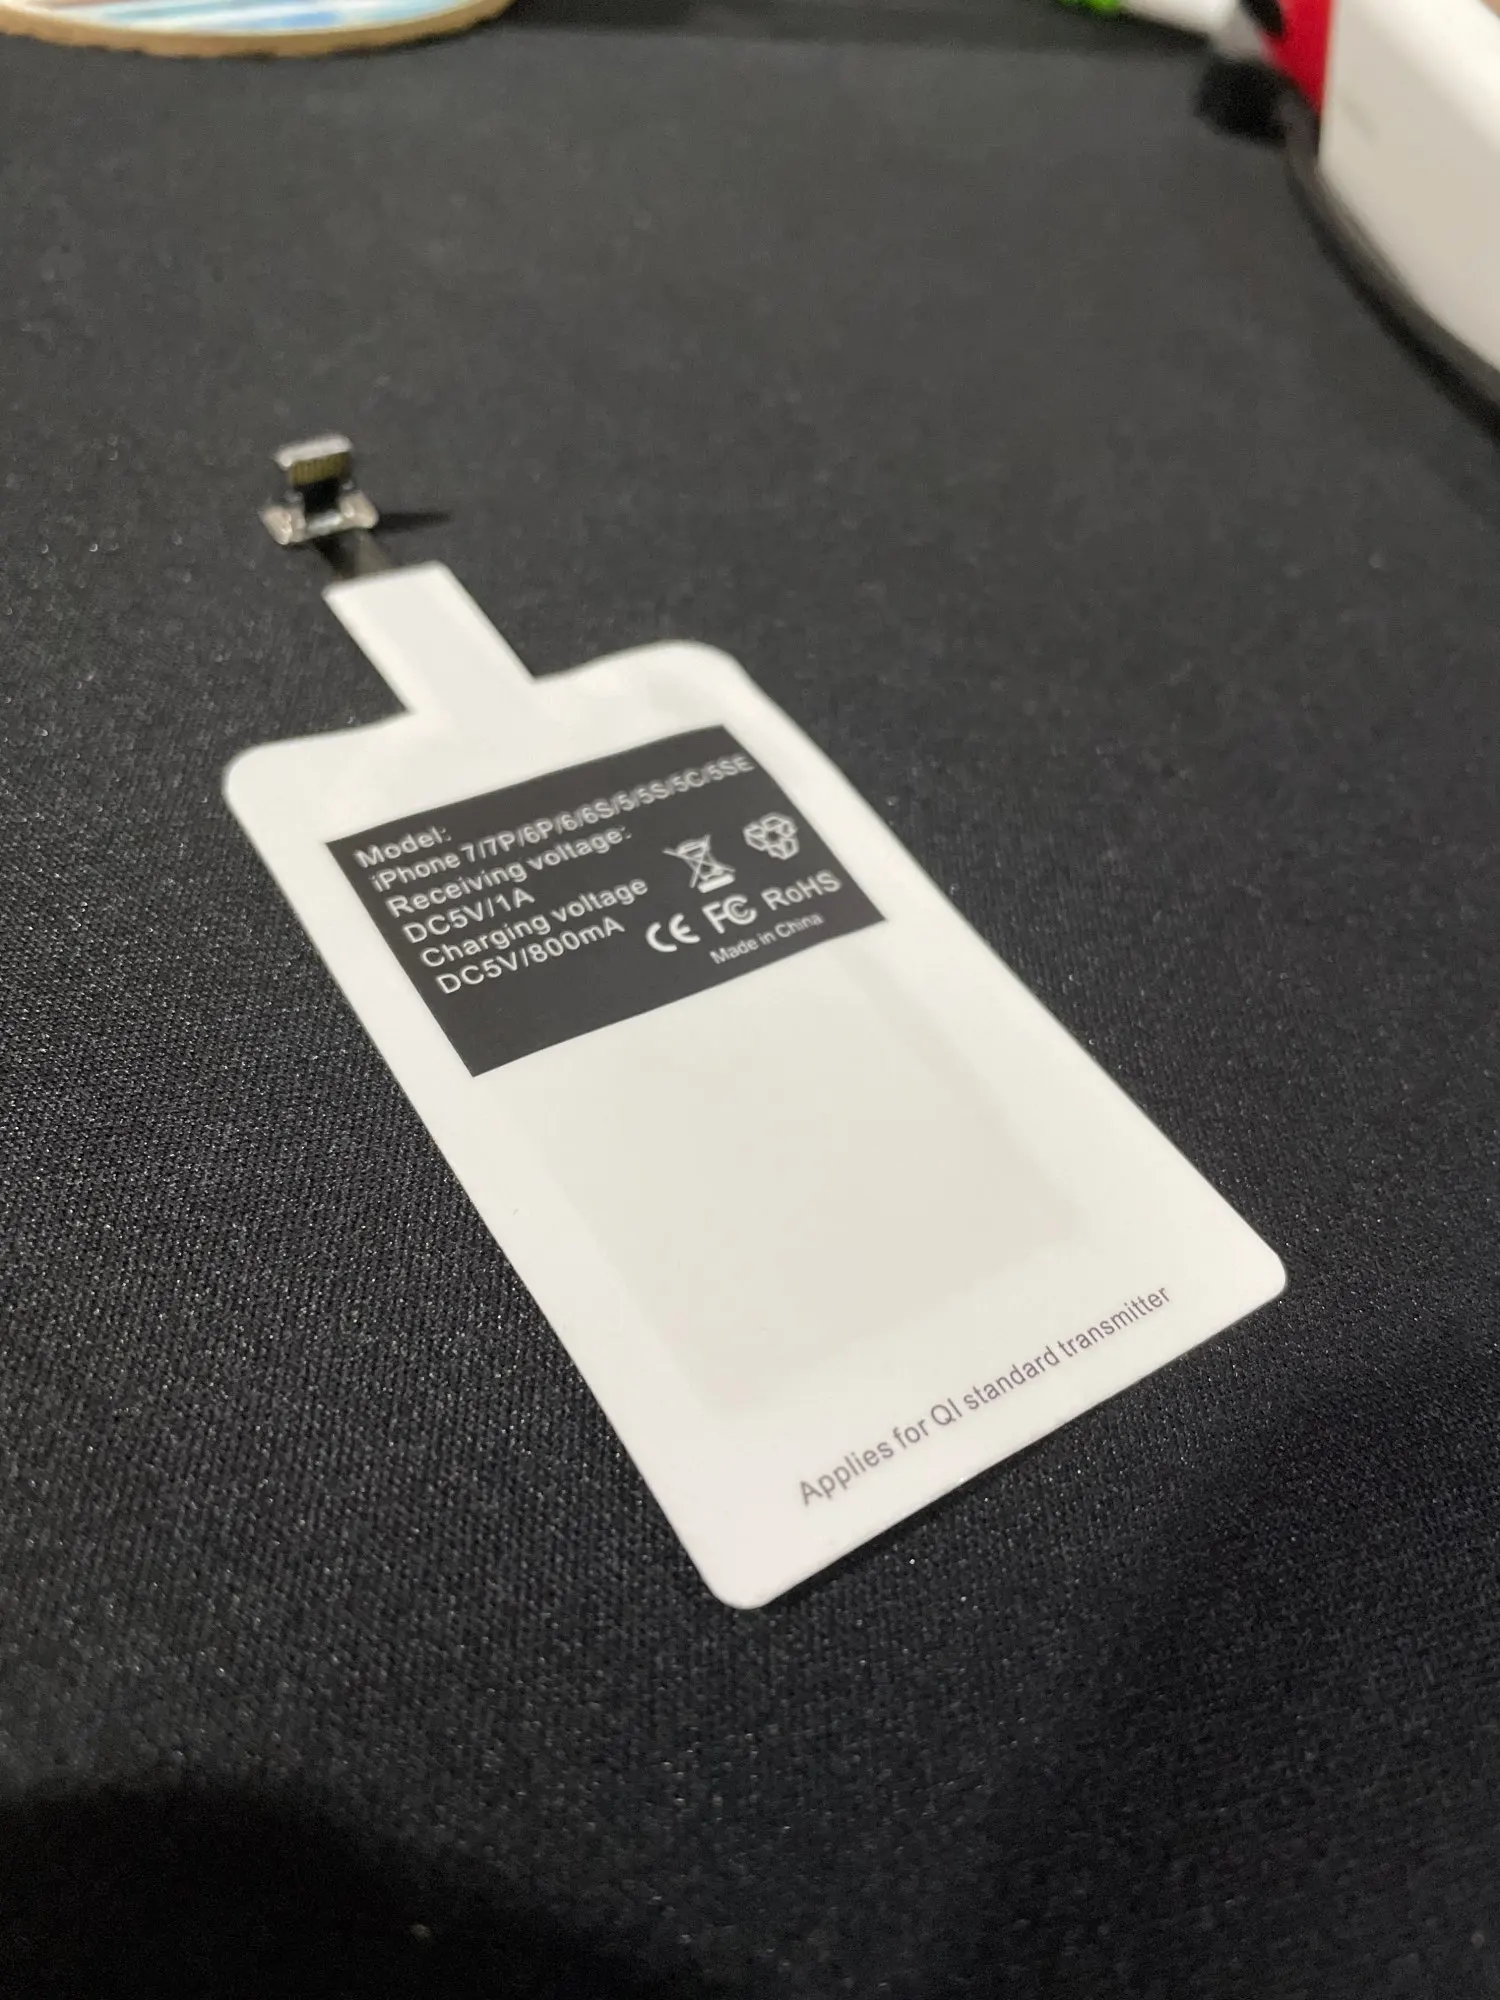 Model:
iPhone 7/7P/6P/6/6S/5/5S/5C/5SE
Receiving voltage:
DC5V/1A
Charging voltage
DC5V/800mA
CE FC RoHS
Made in China
Applies for QI standard transmitter